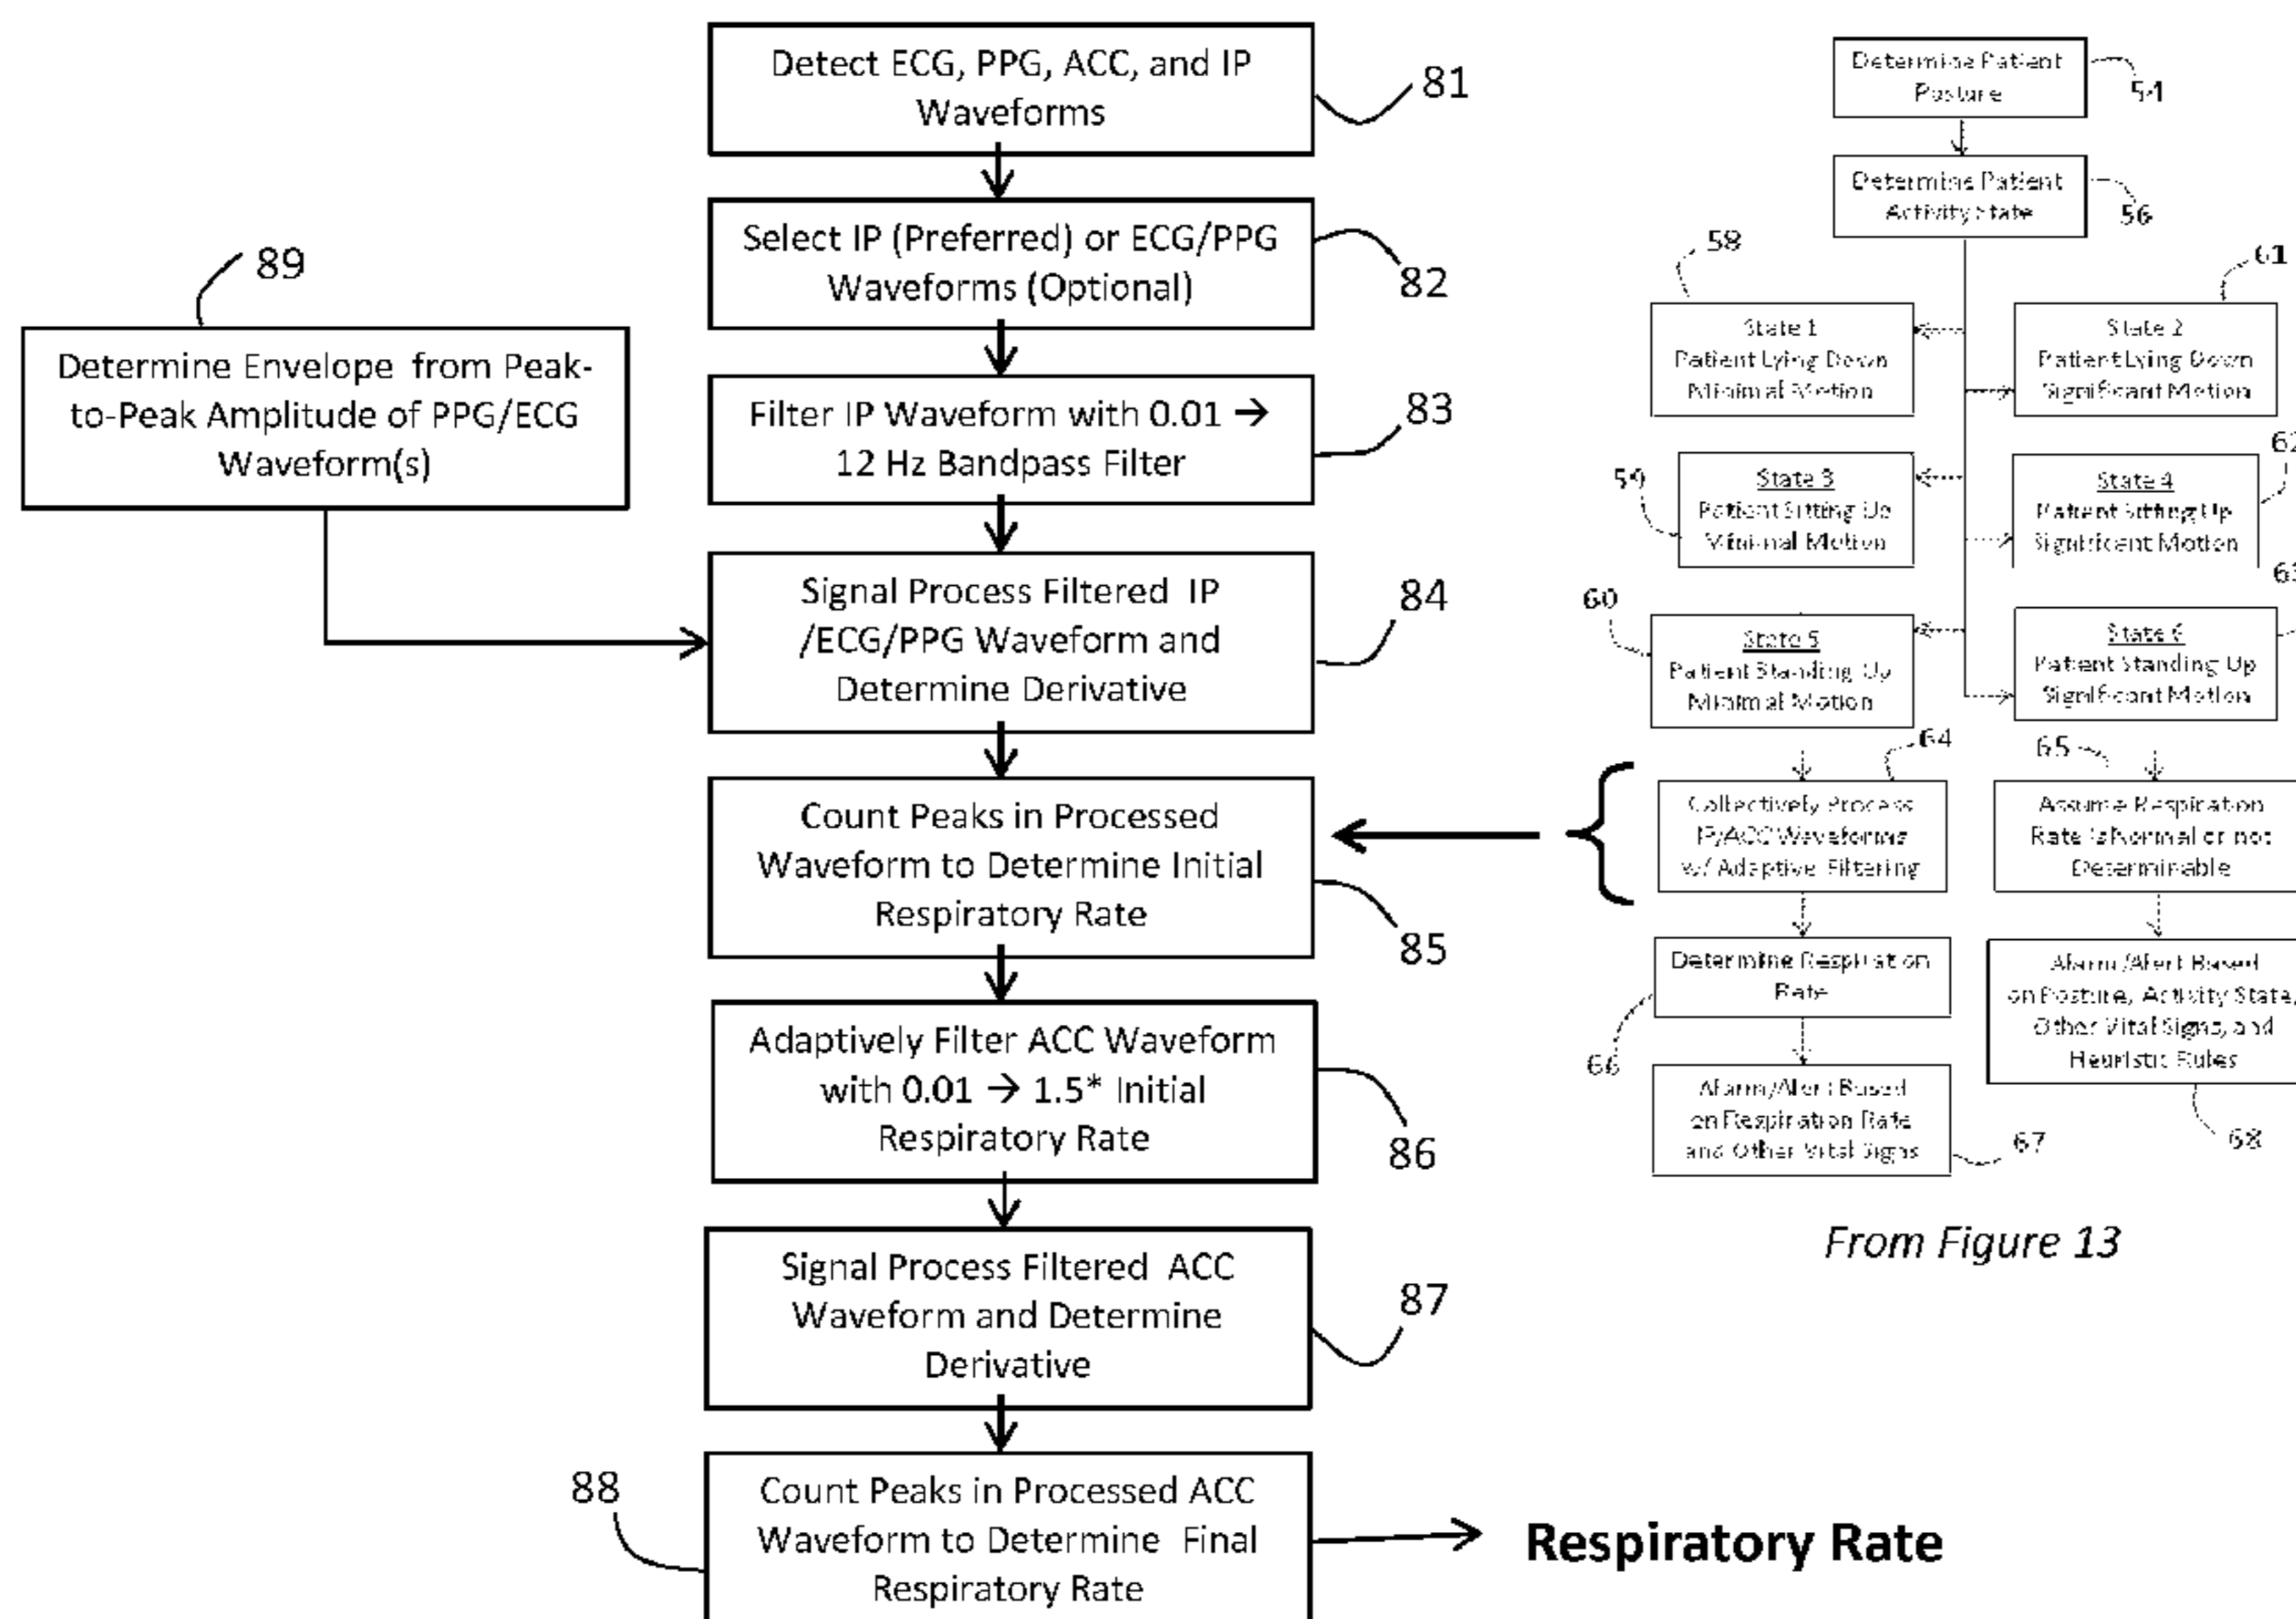 Detect ECG, PPG, ACC, and IP
Waveforms
81
Select IP (Preferred) or ECG/PPG
Waveforms (Optional)
82
89
Determine Envelope from Peak-
to-Peak Amplitude of PPG/ECG
Waveform(s)
Filter IP Waveform with 0.01 →
12 Hz Bandpass Filter
83
Signal Process Filtered IP
/ECG/PPG Waveform and
Determine Derivative
84
Count Peaks in Processed
Waveform to Determine Initial
Respiratory Rate
85
Adaptively Filter ACC Waveform
with 0.01 → 1.5* Initial
Respiratory Rate
86
Signal Process Filtered ACC
Waveform and Determine
Derivative
87
88
Count Peaks in Processed ACC
Waveform to Determine Final
Respiratory Rate
Respiratory Rate
Determine Patient
Posture
54
Determine Patient
Activity State
56
58
State 1
Patient Lying Down
Minimal Motion
61
State 2
Patient Lying Down
Significant Motion
59
State 3
Patient Sitting Up
Minimal Motion
62
State 4
Patient Sitting Up
Significant Motion
60
State 5
Patient Standing Up
Minimal Motion
63
State 6
Patient Standing Up
Significant Motion
64
Collectively Process
IP/ACC Waveforms
w/ Adaptive Filtering
65
Assume Respiration
Rate is Normal or not
Determinable
Determine Respiration
Rate
66
Alarm/Alert Based
on Posture, Activity State,
Other Vital Signs, and
Heuristic Rules
68
Alarm/Alert Based
on Respiration Rate
and Other Vital Signs
67
From Figure 13